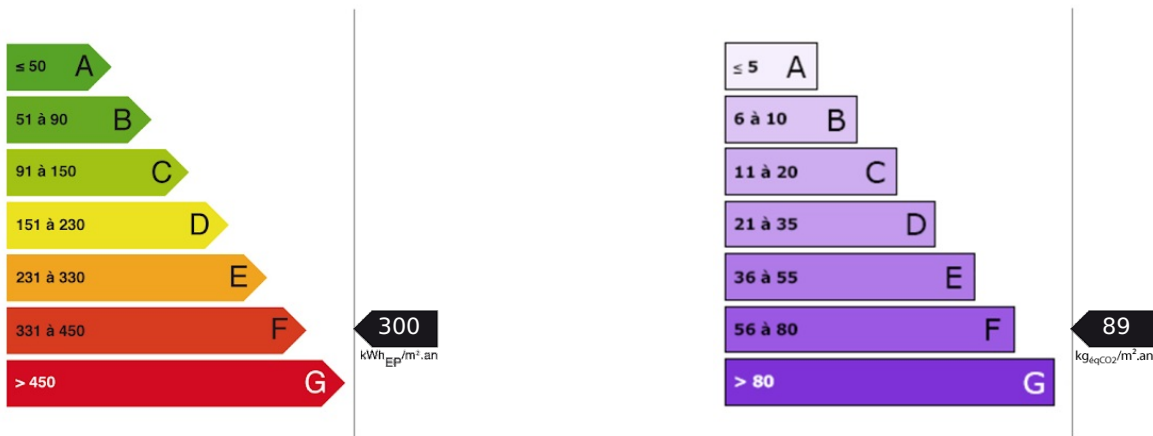 ≤ 50 A
51 à 90 B
91 à 150 C
151 à 230 D
231 à 330 E
331 à 450 F
> 450 G
300
kWhEP/m².an
≤ 5 A
6 à 10 B
11 à 20 C
21 à 35 D
36 à 55 E
56 à 80 F
> 80 G
89
kgéqCO2/m².an